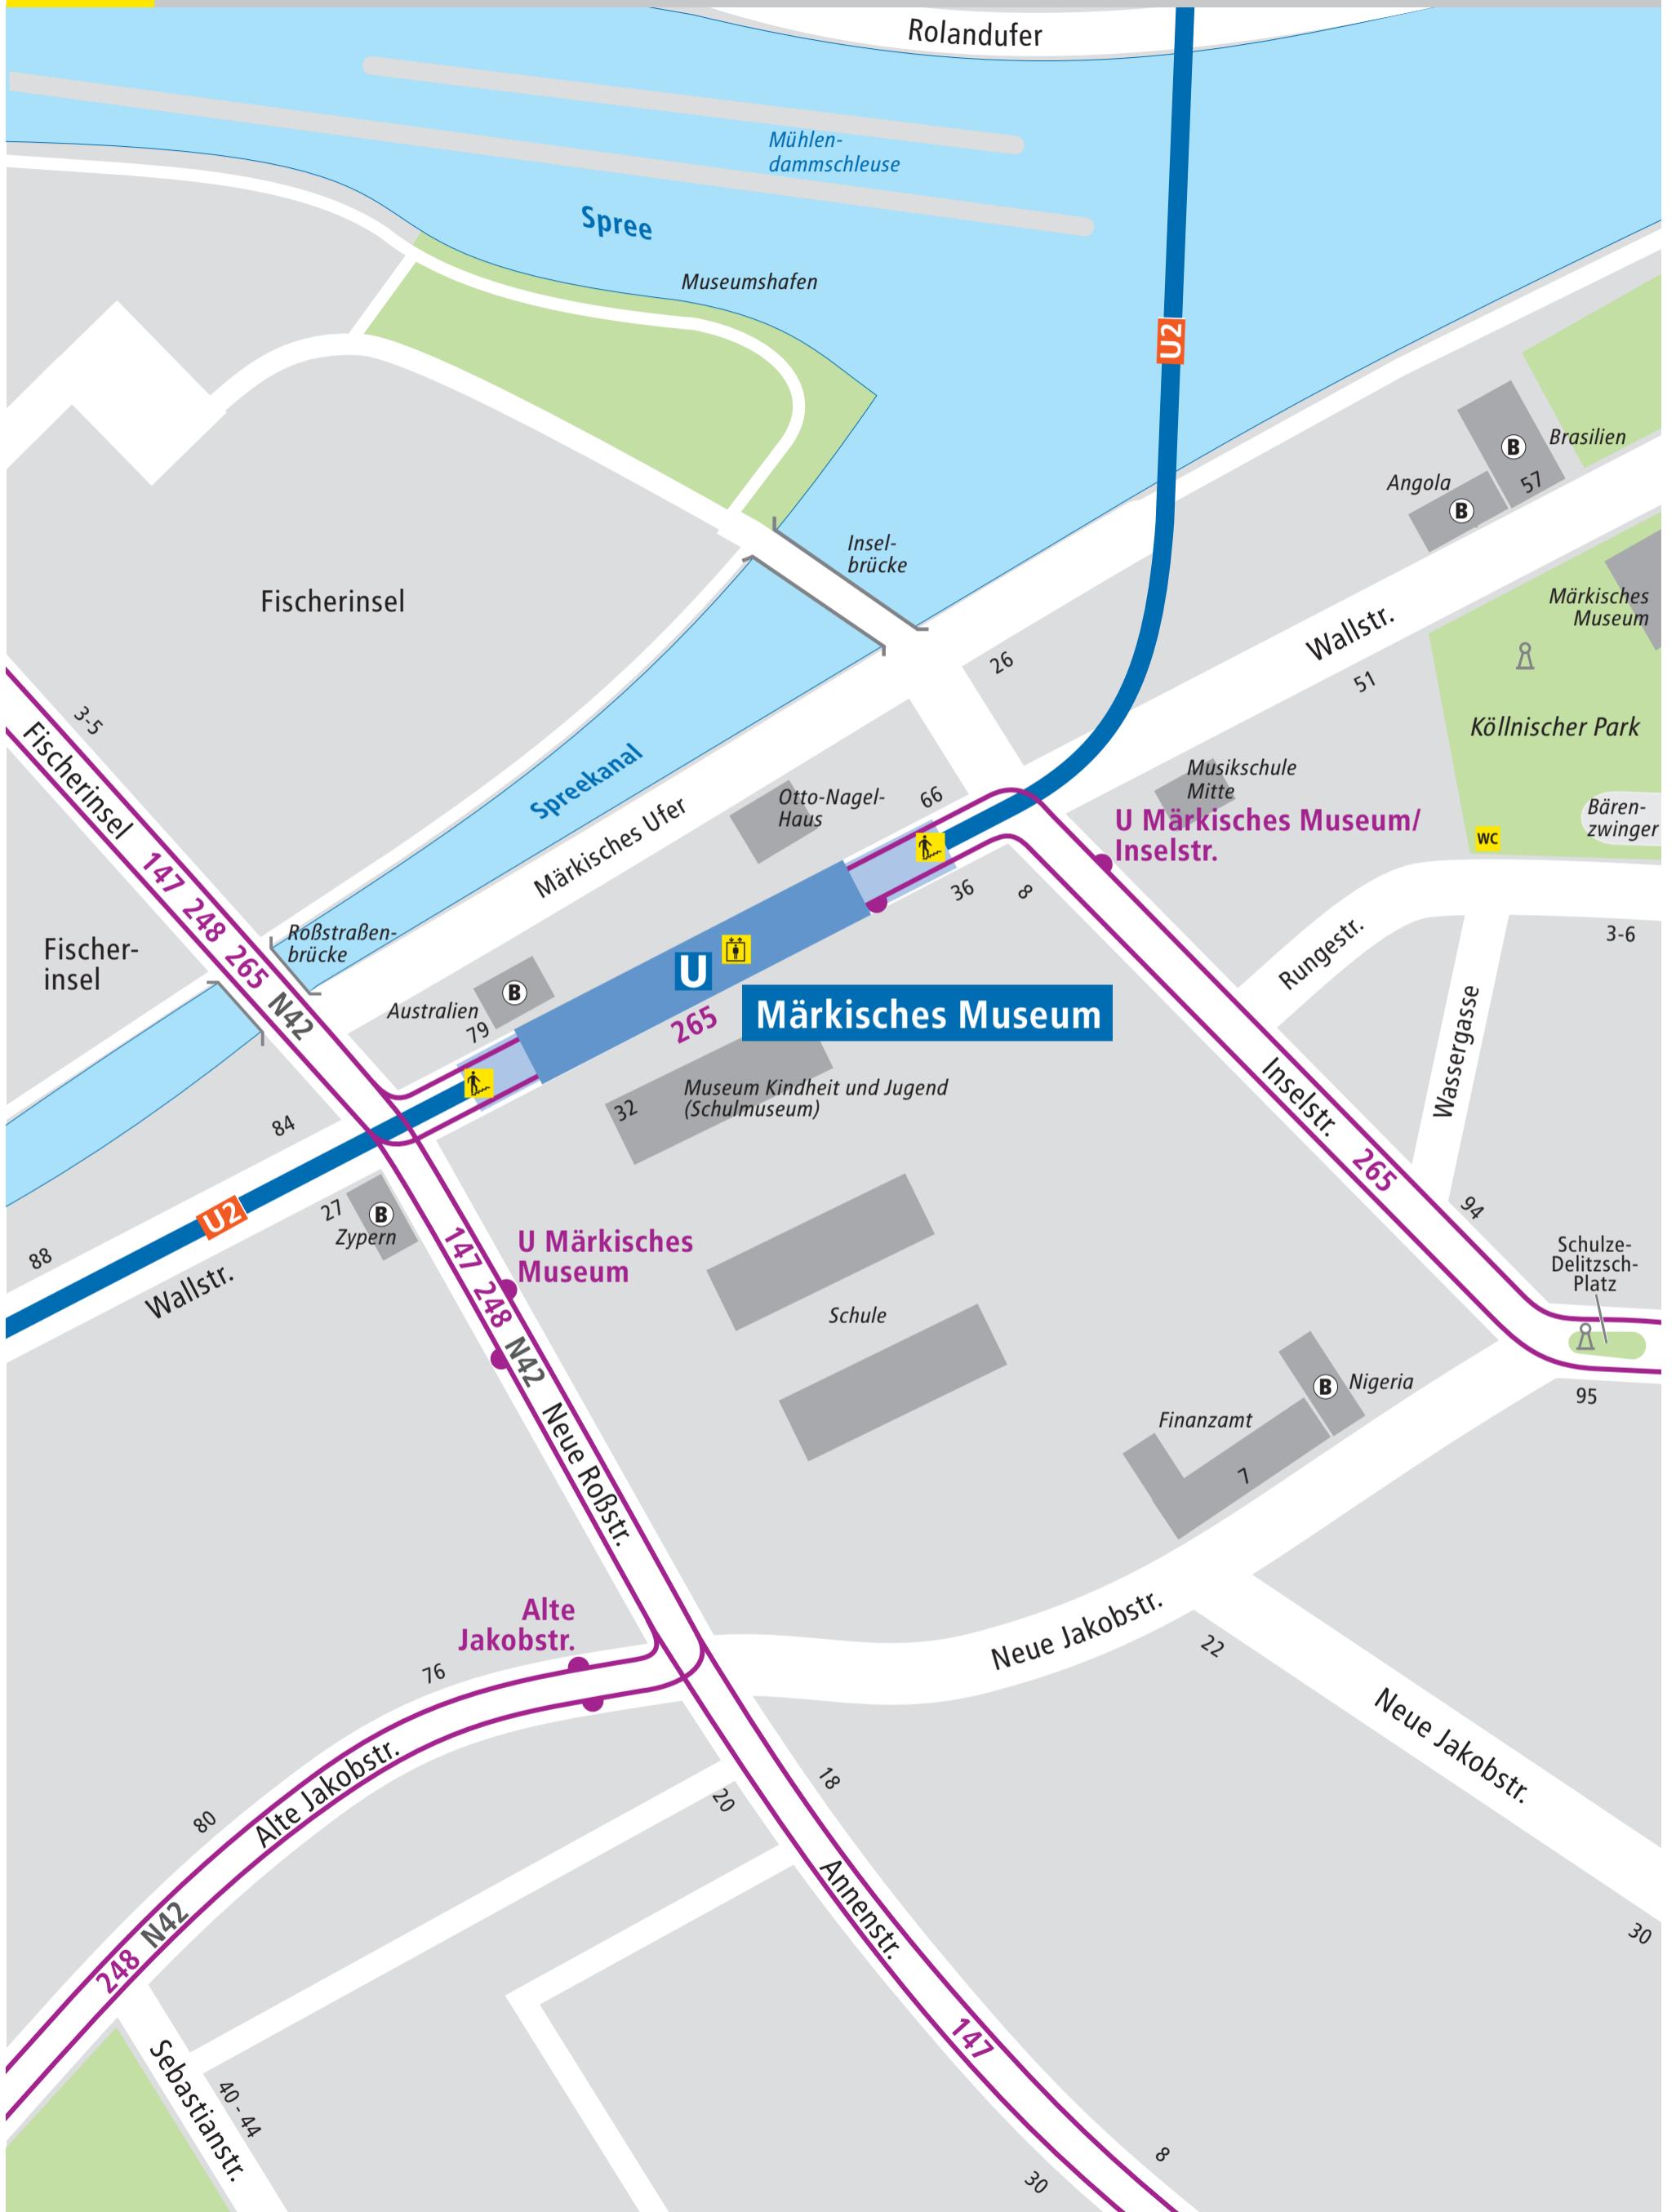 Rolandufer
Mühlen-
dammschleuse
Spree
Museumshafen
U2
Brasilien
B
57
Angola
B
Insel-
brücke
Fischerinsel
Märkisches
Museum
Wallstr.
26
51
Köllnischer Park
3-5
Fischerinsel
147 248 265 N42
Spreekanal
Märkisches Ufer
Otto-Nagel-
Haus
66
Musikschule
Mitte
U Märkisches Museum/
Inselstr.
Bären-
zwinger
WC
36
8
Fischer-
insel
Roßstraßen-
brücke
Rungestr.
3-6
U
265
Märkisches Museum
Australien
B
79
Wassergasse
Museum Kindheit und Jugend
(Schulmuseum)
32
Inselstr.
265
84
94
27
B
Zypern
U2
88
Wallstr.
U Märkisches
Museum
147 248 N42
Neue Roßstr.
Schulze-
Delitzsch-
Platz
Schule
B
Nigeria
95
Finanzamt
7
Alte
Jakobstr.
76
Neue Jakobstr.
22
Neue Jakobstr.
30
80
Alte Jakobstr.
18
20
Annenstr.
248 N42
147
Sebastianstr.
40 - 44
8
30